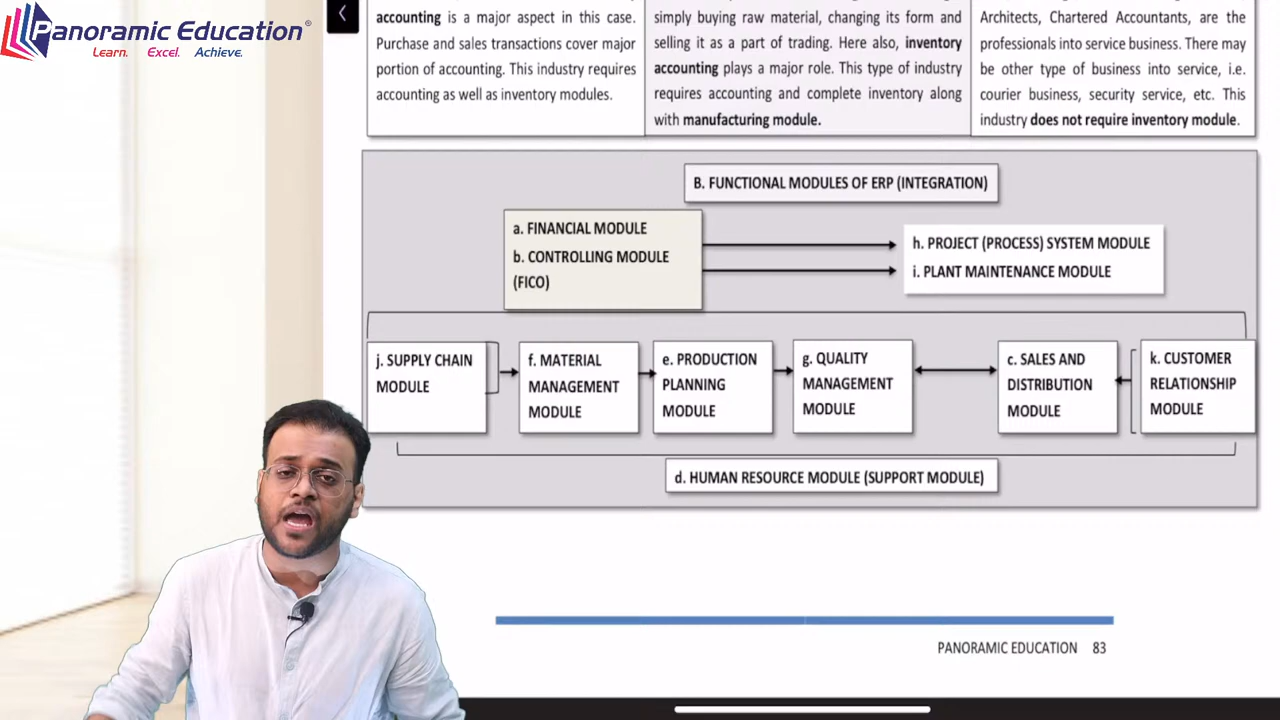 Panoramic Education®
Learn. Excel. Achieve.
accounting is a major aspect in this case.
Purchase and sales transactions cover major
portion of accounting. This industry requires
accounting as well as inventory modules.
simply buying raw material, changing its form and
selling it as a part of trading. Here also, inventory
accounting plays a major role. This type of industry
requires accounting and complete inventory along
with manufacturing module.
Architects, Chartered Accountants, are the
professionals into service business. There may
be other type of business into service, i.e.
courier business, security service, etc. This
industry does not require inventory module.
B. FUNCTIONAL MODULES OF ERP (INTEGRATION)
a. FINANCIAL MODULE
b. CONTROLLING MODULE
(FICO)
h. PROJECT (PROCESS) SYSTEM MODULE
i. PLANT MAINTENANCE MODULE
j. SUPPLY CHAIN
MODULE
f. MATERIAL
MANAGEMENT
MODULE
e. PRODUCTION
PLANNING
MODULE
g. QUALITY
MANAGEMENT
MODULE
c. SALES AND
DISTRIBUTION
MODULE
k. CUSTOMER
RELATIONSHIP
MODULE
d. HUMAN RESOURCE MODULE (SUPPORT MODULE)
PANORAMIC EDUCATION 83